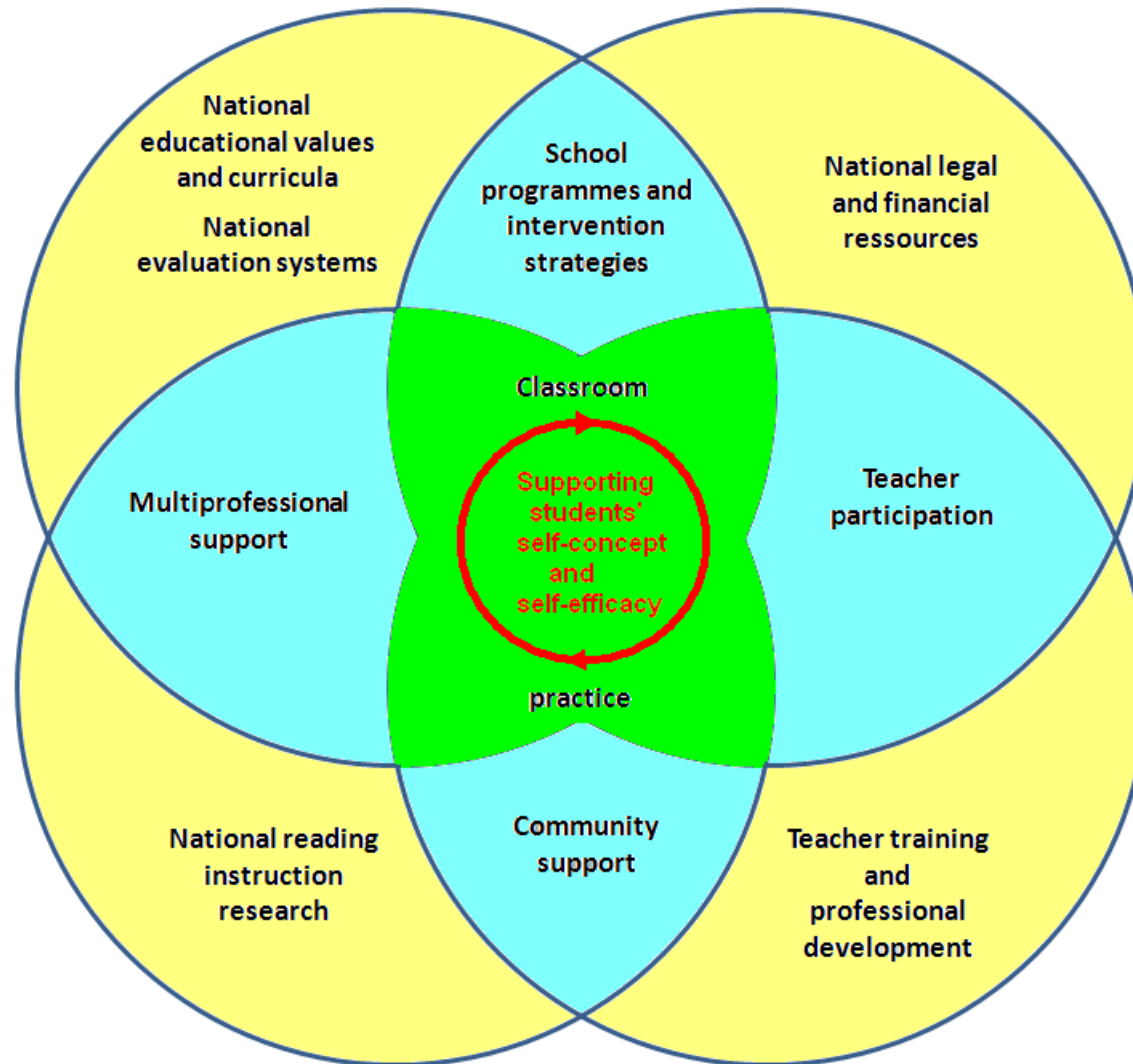 National
educational values
and curricula
National
evaluation systems
School
programmes and
intervention
strategies
National legal
and financial
ressources
Multiprofessional
support
Classroom
Supporting
students'
self-concept
and
self-efficacy
practice
Teacher
participation
National reading
instruction
research
Community
support
Teacher training
and
professional
development